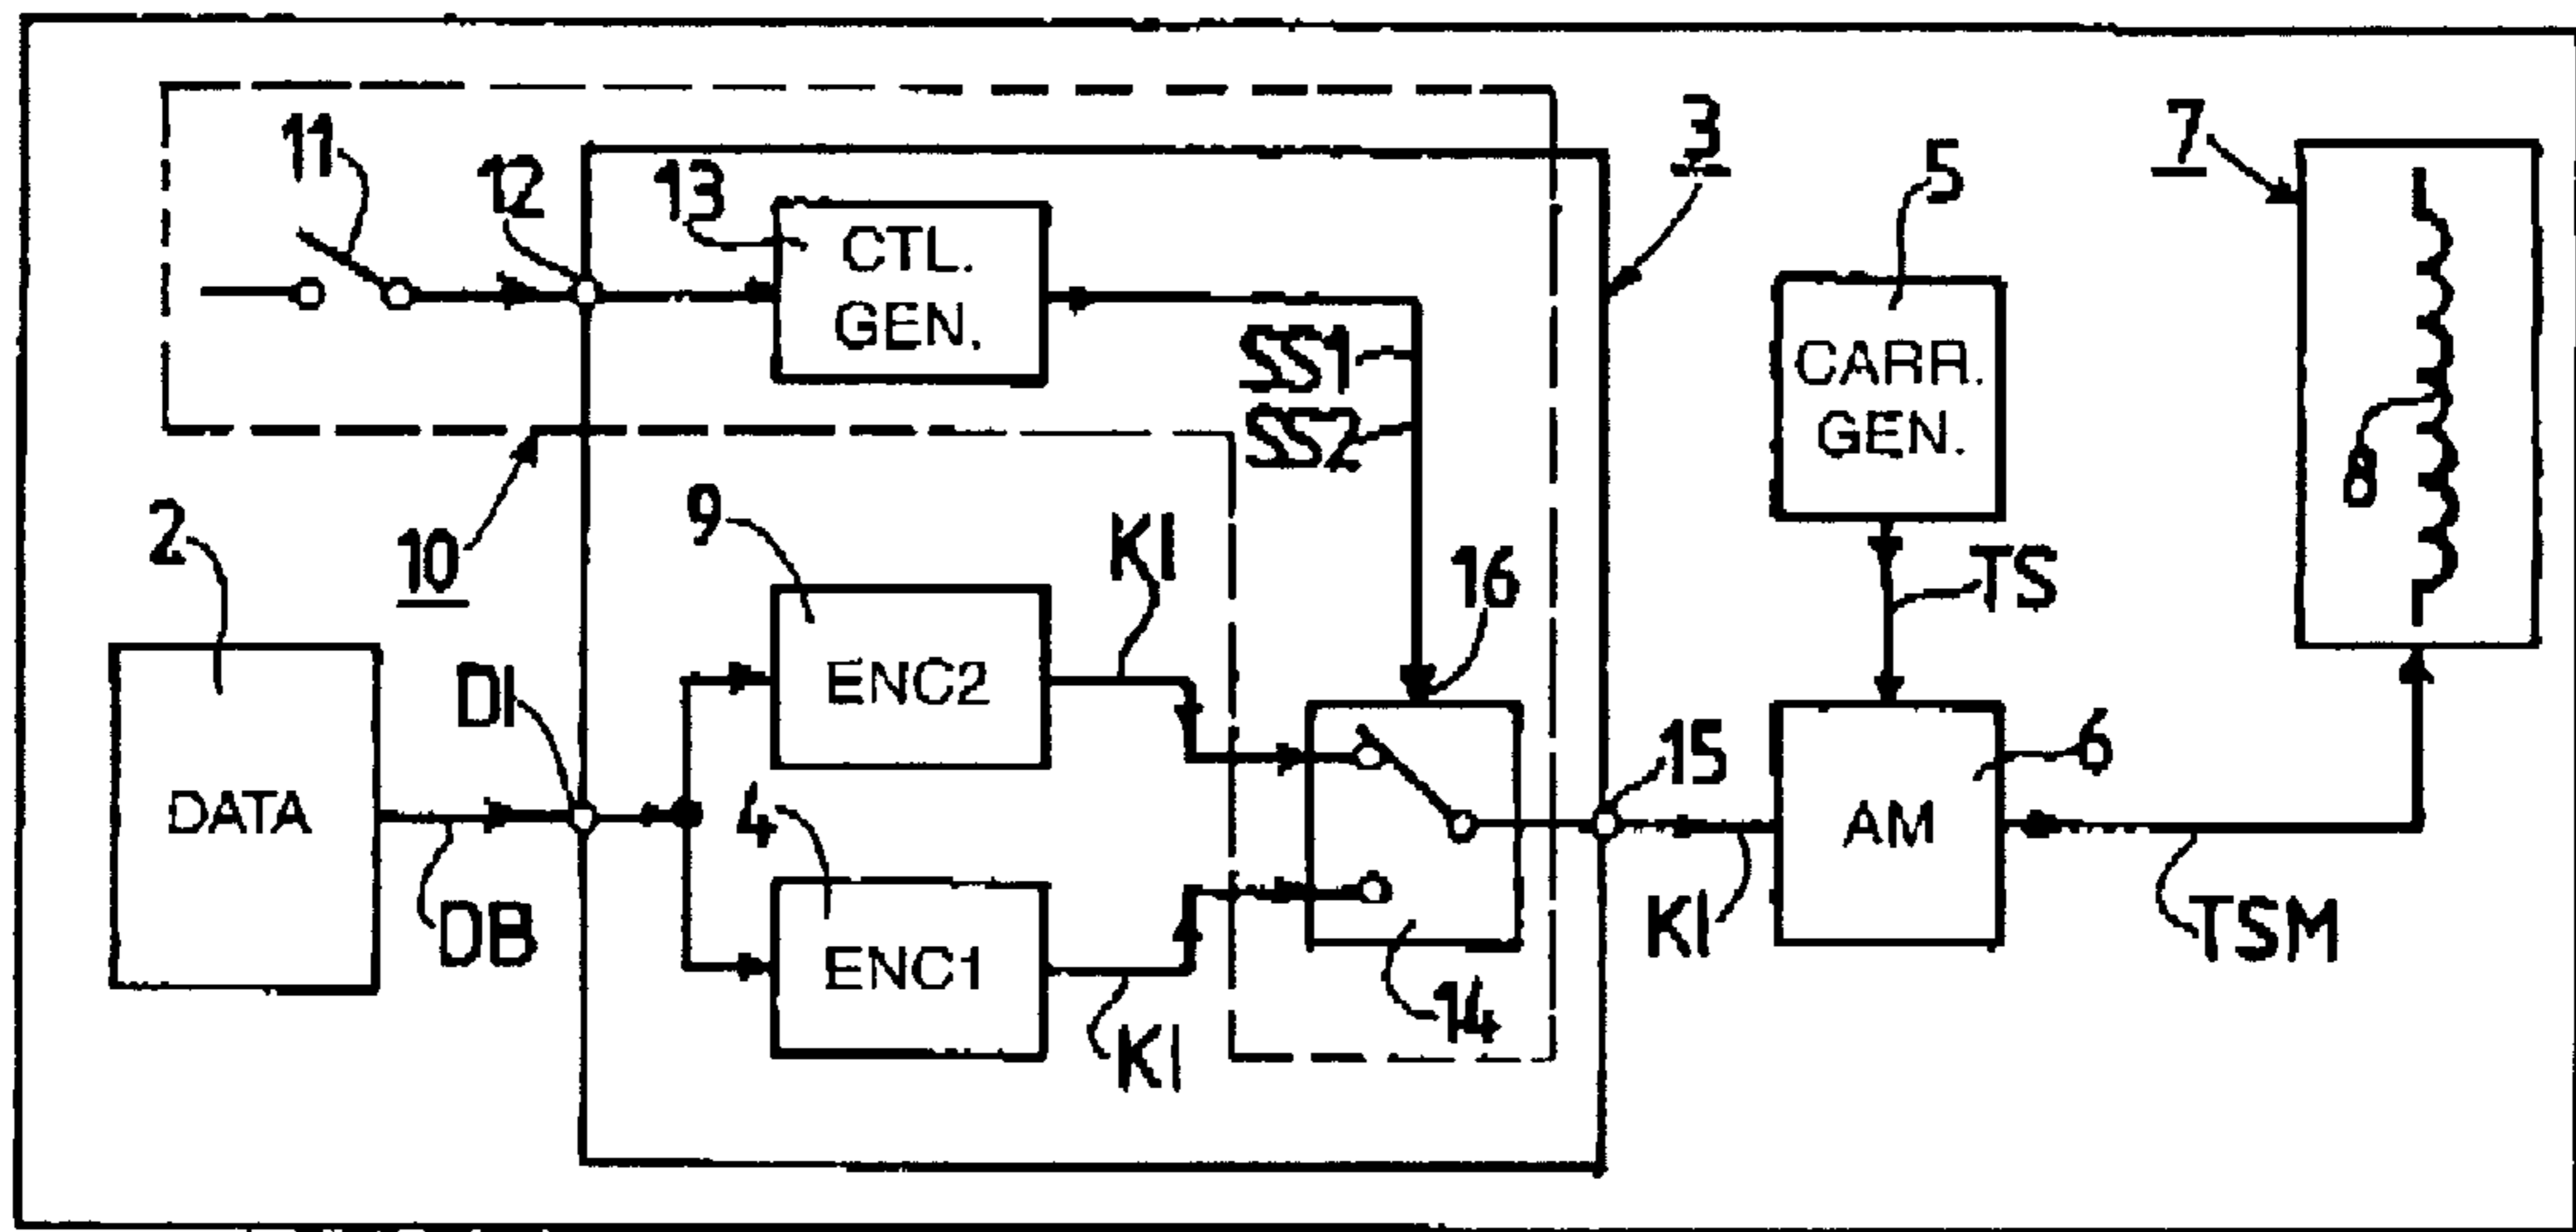 11
12
13
CTL.
GEN.
3
5
7
SS1
SS2
CARR.
GEN.
8
2
10
9
KI
16
TS
DI
ENC2
DATA
4
15
6
AM
DB
ENC1
KI
14
KI
TSM